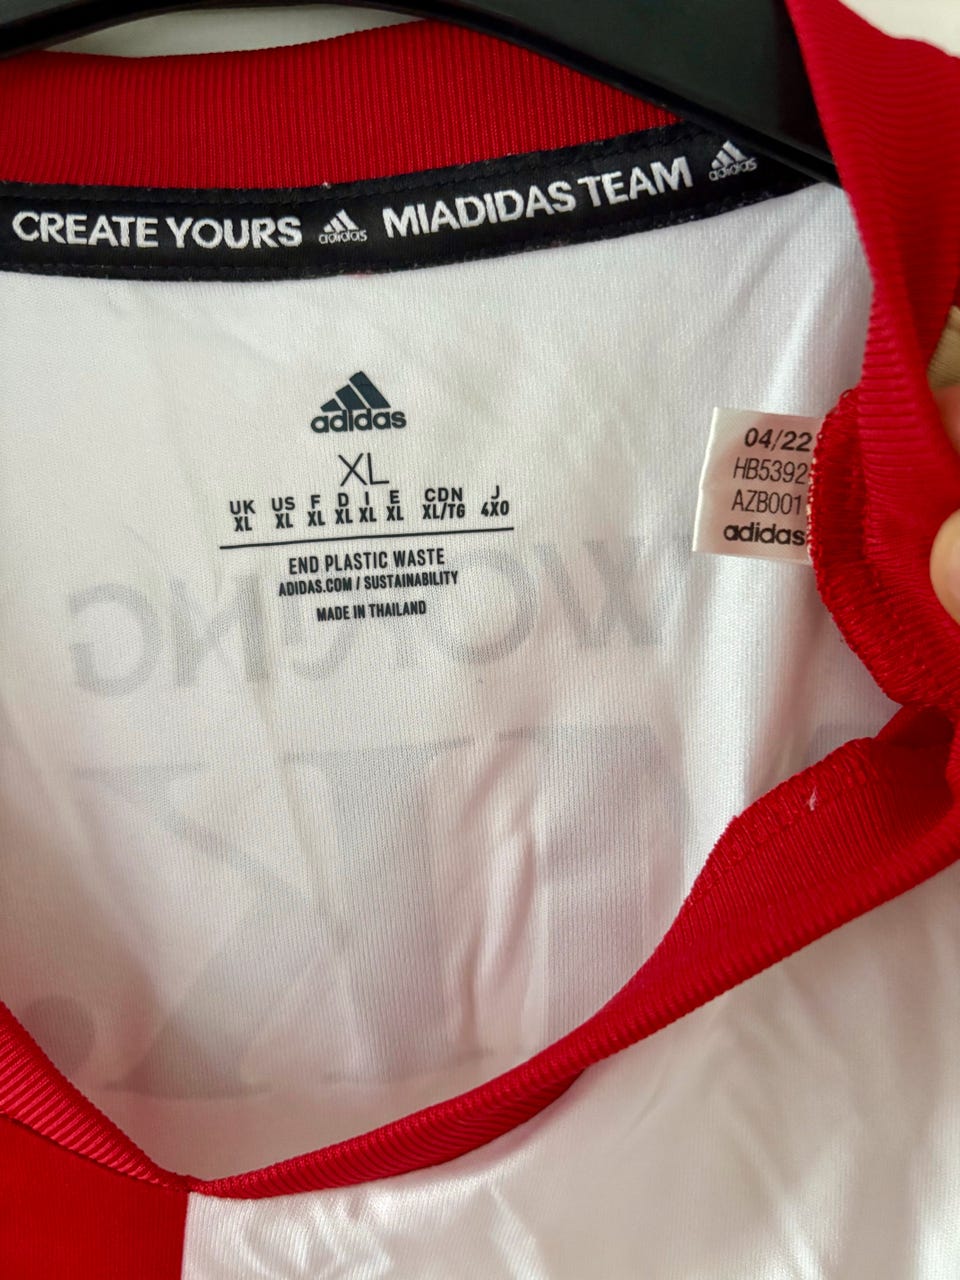 CREATE YOURS adidas MIADIDAS TEAM adidas
adidas
XL
UK US F D I E CDN J
XL XL XL XL XL XL XL/TG 4XO
END PLASTIC WASTE
ADIDAS.COM / SUSTAINABILITY
MADE IN THAILAND
04/22
HB5392
AZB001
adidas